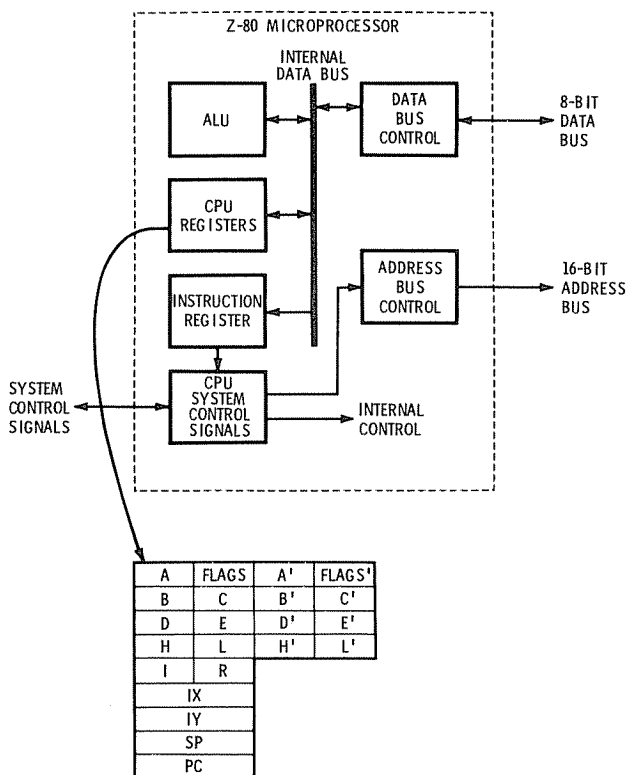 Z-80 MICROPROCESSOR
INTERNAL
DATA BUS
ALU
DATA
BUS
CONTROL
8-BIT
DATA
BUS
CPU
REGISTERS
ADDRESS
BUS
CONTROL
16-BIT
ADDRESS
BUS
INSTRUCTION
REGISTER
SYSTEM
CONTROL
SIGNALS
CPU
SYSTEM
CONTROL
SIGNALS
INTERNAL
CONTROL
A FLAGS A' FLAGS'
B C B' C'
D E D' E'
H L H' L'
I R
IX
IY
SP
PC